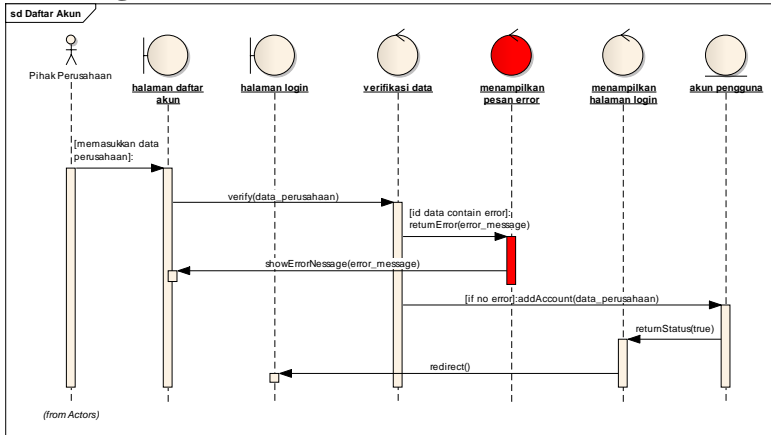 sd Daftar Akun
Pihak Perusahaan
halaman daftar
akun
halaman login
verifikasi data
menampilkan
pesan error
menampilkan
halaman login
akun pengguna
[memasukkan data
perusahaan]:
verify(data_perusahaan)
[id data contain error]:
returnError(error_message)
showErrorNessage(error_message)
[if no error]:addAccount(data_perusahaan)
returnStatus(true)
redirect()
(from Actors)